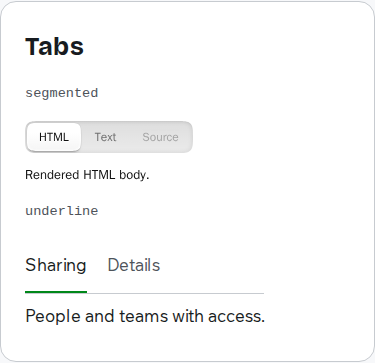 Tabs
segmented
HTML Text Source
Rendered HTML body.
underline
Sharing Details
People and teams with access.